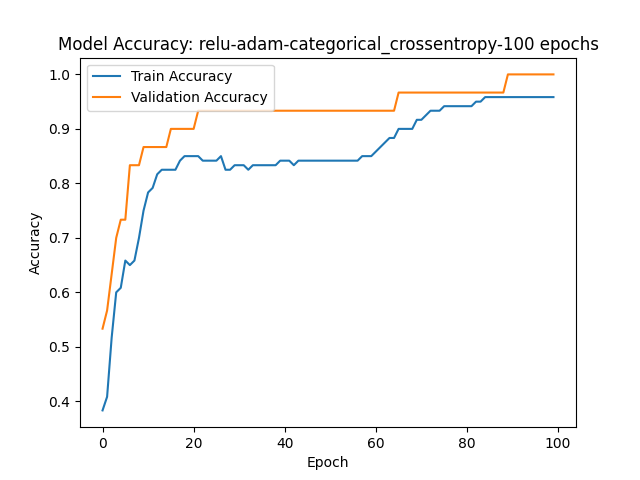 Model Accuracy: relu-adam-categorical_crossentropy-100 epochs
Train Accuracy
Validation Accuracy
1.0
0.9
0.8
0.7
0.6
0.5
0.4
Accuracy
0
20
40
60
80
100
Epoch